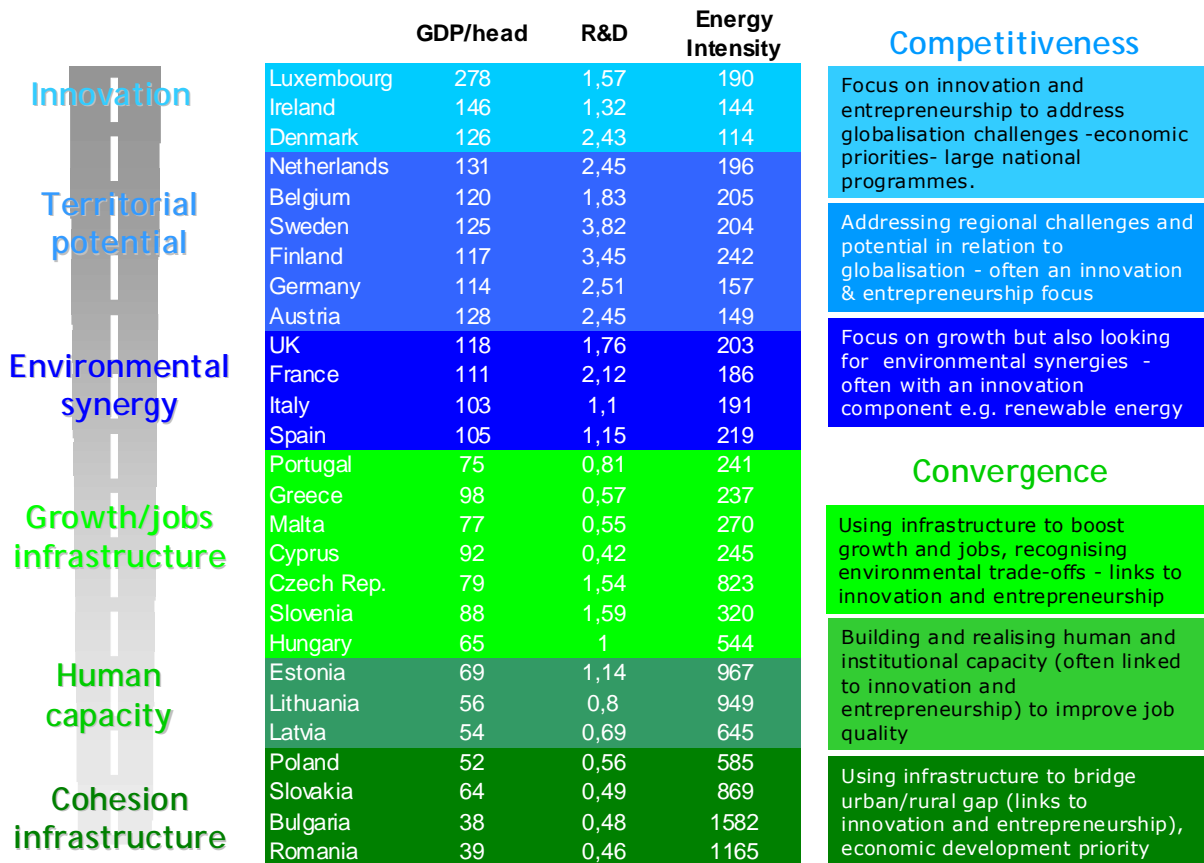 GDP/head R&D Energy
Intensity
Luxembourg 278 1,57 190
Ireland 146 1,32 144
Denmark 126 2,43 114
Netherlands 131 2,45 196
Belgium 120 1,83 205
Sweden 125 3,82 204
Finland 117 3,45 242
Germany 114 2,51 157
Austria 128 2,45 149
UK 118 1,76 203
France 111 2,12 186
Italy 103 1,1 191
Spain 105 1,15 219
Portugal 75 0,81 241
Greece 98 0,57 237
Malta 77 0,55 270
Cyprus 92 0,42 245
Czech Rep. 79 1,54 823
Slovenia 88 1,59 320
Hungary 65 1 544
Estonia 69 1,14 967
Lithuania 56 0,8 949
Latvia 54 0,69 645
Poland 52 0,56 585
Slovakia 64 0,49 869
Bulgaria 38 0,48 1582
Romania 39 0,46 1165
Innovation
Territorial
potential
Environmental
synergy
Growth/jobs
infrastructure
Human
capacity
Cohesion
infrastructure
Competitiveness
Focus on innovation and
entrepreneurship to address
globalisation challenges -economic
priorities- large national
programmes.
Addressing regional challenges and
potential in relation to
globalisation - often an innovation
& entrepreneurship focus
Focus on growth but also looking
for environmental synergies -
often with an innovation
component e.g. renewable energy
Convergence
Using infrastructure to boost
growth and jobs, recognising
environmental trade-offs - links to
innovation and entrepreneurship
Building and realising human and
institutional capacity (often linked
to innovation and
entrepreneurship) to improve job
quality
Using infrastructure to bridge
urban/rural gap (links to
innovation and entrepreneurship),
economic development priority